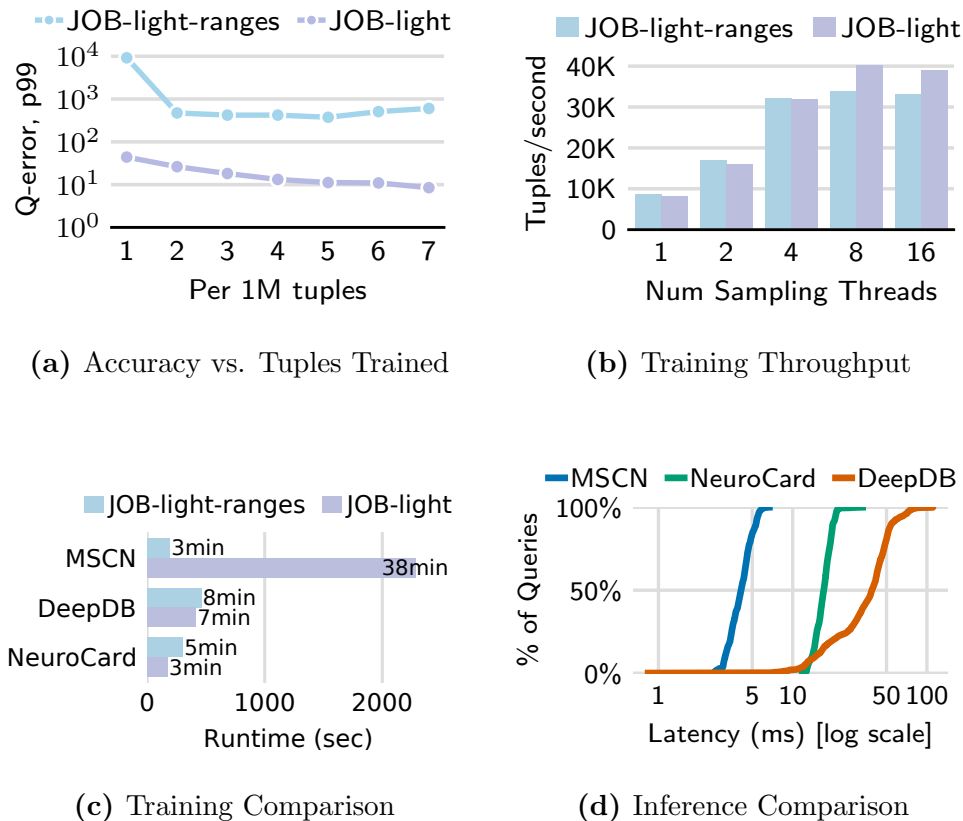 JOB-light-ranges JOB-light
Q-error, p99
10^4
10^3
10^2
10^1
10^0
1 2 3 4 5 6 7
Per 1M tuples
(a) Accuracy vs. Tuples Trained
JOB-light-ranges JOB-light
Tuples/second
40K
30K
20K
10K
0
1 2 4 8 16
Num Sampling Threads
(b) Training Throughput
JOB-light-ranges JOB-light
MSCN 3min
38min
DeepDB 8min
7min
NeuroCard 5min
3min
0 1000 2000
Runtime (sec)
(c) Training Comparison
MSCN NeuroCard DeepDB
% of Queries
100%
50%
0%
1 5 10 50 100
Latency (ms) [log scale]
(d) Inference Comparison